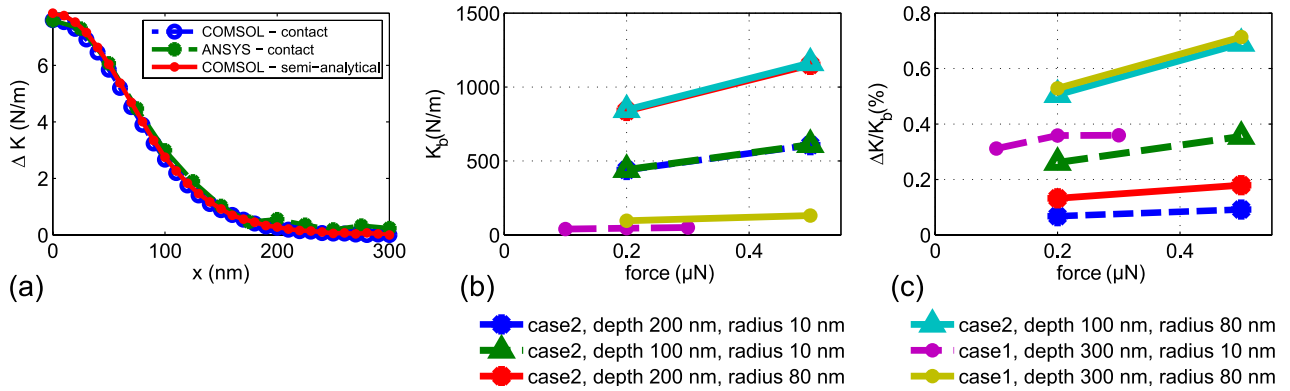 COMSOL − contact
ANSYS − contact
COMSOL − semi−analytical
Δ K (N/m)
6
4
2
0
0
100
200
300
x (nm)
(a)
1500
1000
500
0
K_b(N/m)
0.2
0.4
force (μN)
(b)
0.8
0.6
0.4
0.2
0
ΔK/K_b(%)
0.2
0.4
force (μN)
(c)
case2, depth 200 nm, radius 10 nm
case2, depth 100 nm, radius 10 nm
case2, depth 200 nm, radius 80 nm
case2, depth 100 nm, radius 80 nm
case1, depth 300 nm, radius 10 nm
case1, depth 300 nm, radius 80 nm